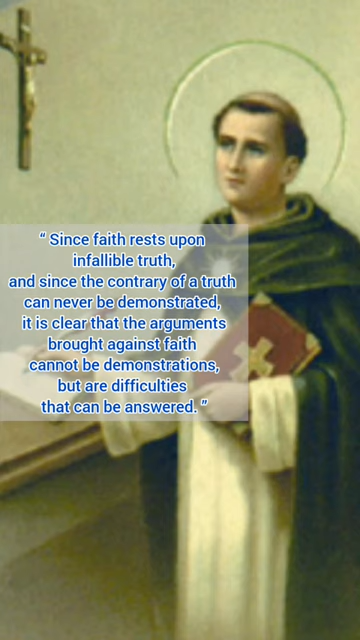 “ Since faith rests upon
infallible truth,
and since the contrary of a truth
can never be demonstrated,
it is clear that the arguments
brought against faith
cannot be demonstrations,
but are difficulties
that can be answered. ”